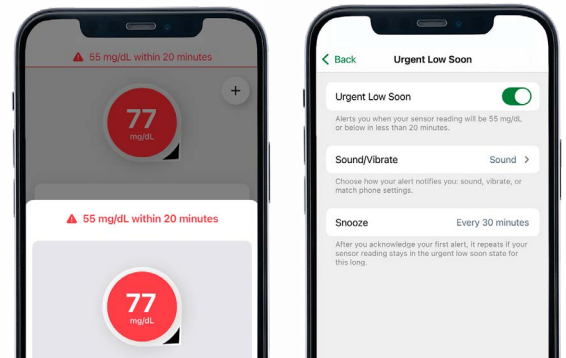 55 mg/dL within 20 minutes
+
77
mg/dL
55 mg/dL within 20 minutes
77
mg/dL
Back
Urgent Low Soon
Urgent Low Soon
Alerts you when your sensor reading will be 55 mg/dL
or below in less than 20 minutes.
Sound/Vibrate
Sound >
Choose how your alert notifies you: sound, vibrate, or
match phone settings.
Snooze
Every 30 minutes
After you acknowledge your first alert, it repeats if your
sensor reading stays in the urgent low soon state for
this long.